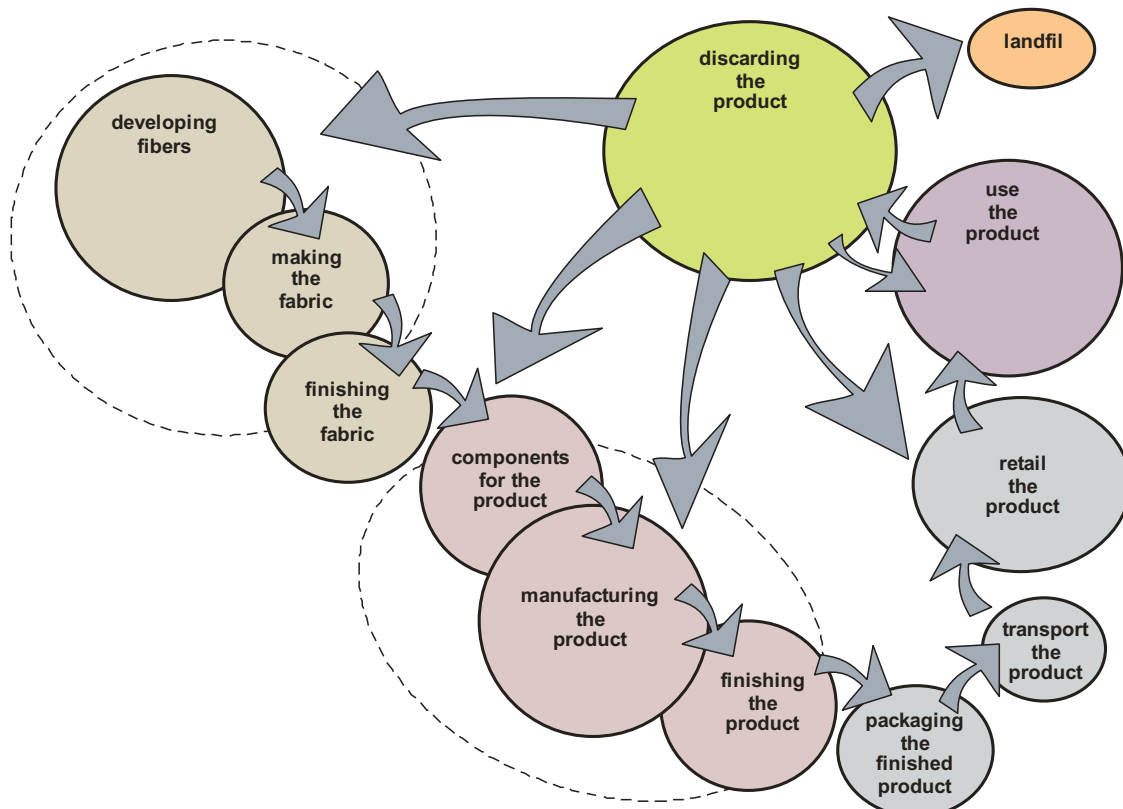 developing
fibers
making
the
fabric
finishing
the
fabric
components
for the
product
manufacturing
the
product
finishing
the
product
packaging
the
finished
product
transport
the
product
retail
the
product
use
the
product
discarding
the
product
landfil